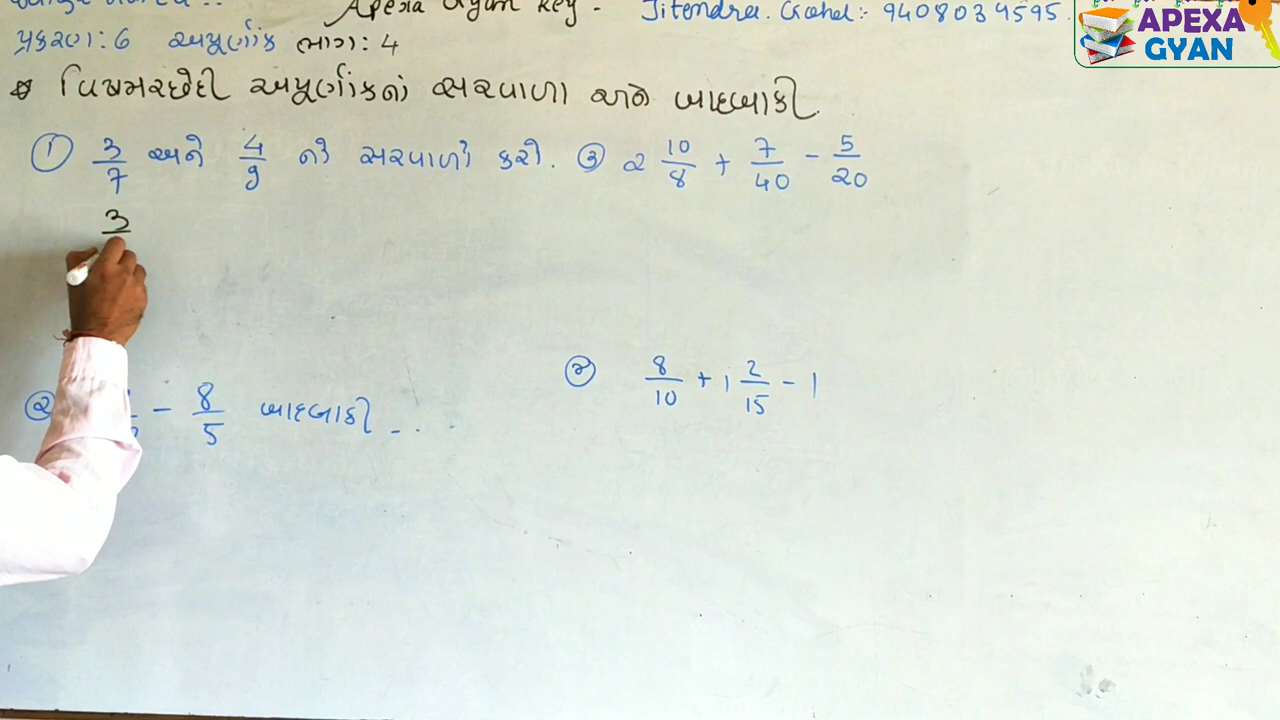 Apexa Gyan Key - Jitendra. Gohel :- 9408034595.
APEXA GYAN
પ્રકરણ : 6 અપૂર્ણાંક ભાગ : 4
વિષમચ્છેદી અપૂર્ણાંકનાં સરવાળા અને બાદબાકી.
① 3/7 અને 4/9 નો સરવાળો કરો.
3
③ 2 10/8 + 7/40 - 5/20
② - 8/5 બાદબાકી - . .
④ 8/10 + 1 2/15 - 1